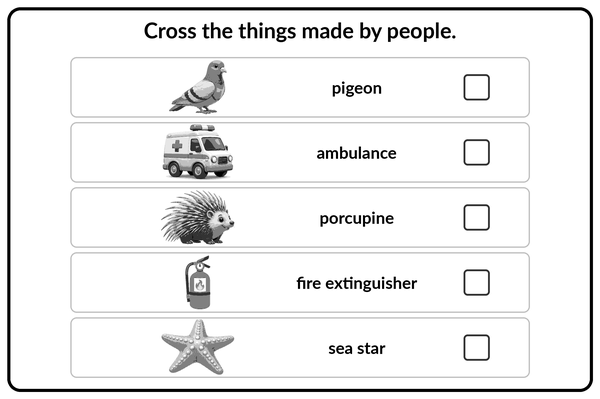 Cross the things made by people.
pigeon
ambulance
porcupine
fire extinguisher
sea star